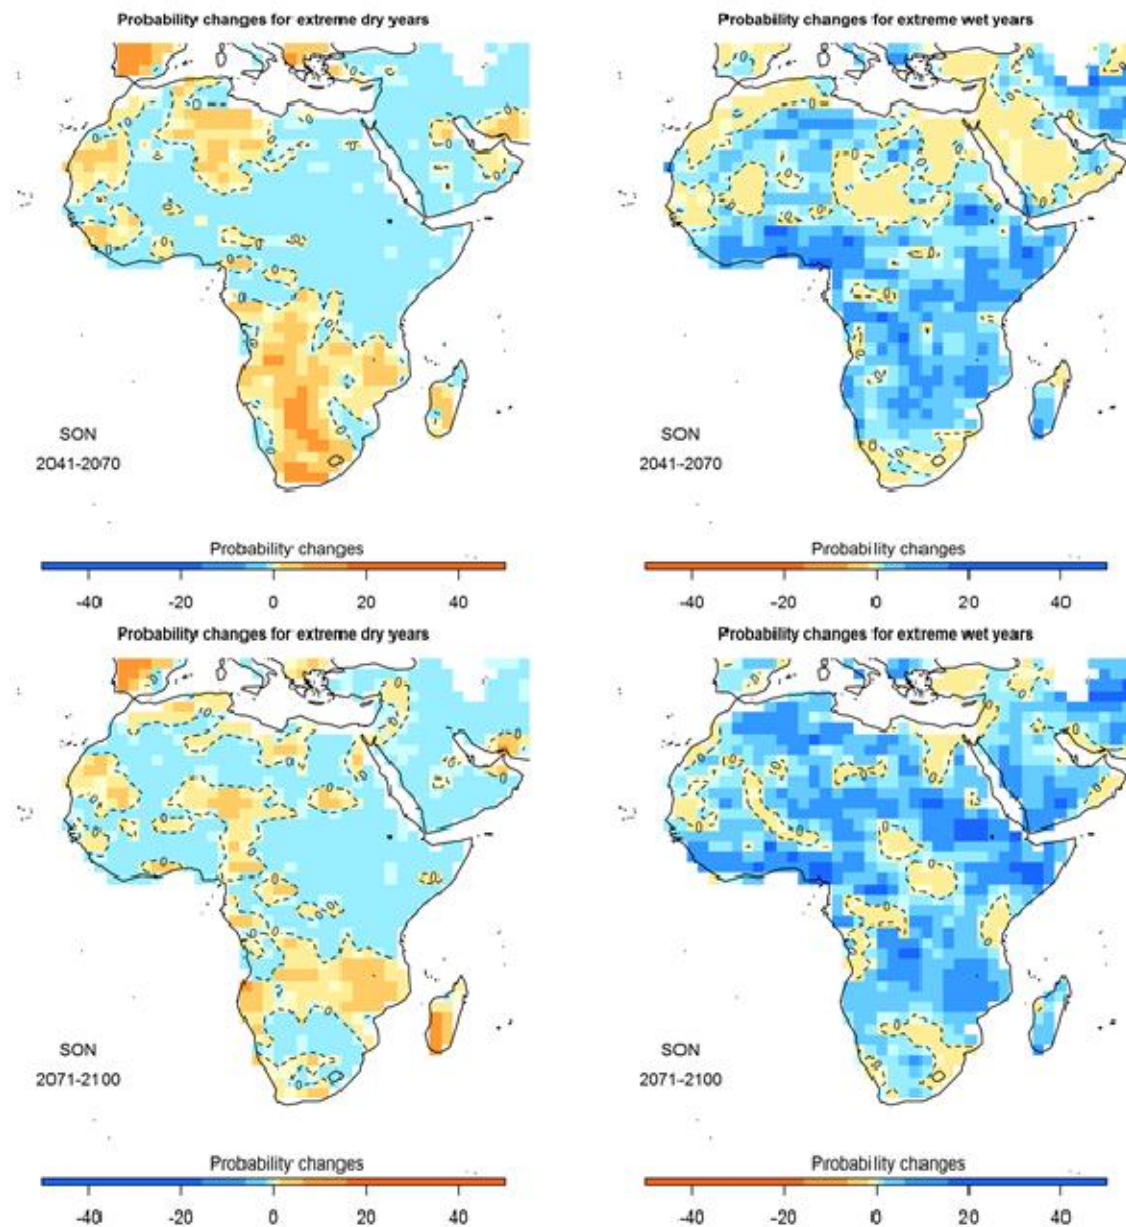 Probability changes for extreme dry years
Probability changes for extreme wet years
SON
2041-2070
SON
2041-2070
Probability changes
-40 -20 0 20 40
Probability changes
-40 -20 0 20 40
Probability changes for extreme dry years
Probability changes for extreme wet years
SON
2071-2100
SON
2071-2100
Probability changes
-40 -20 0 20 40
Probability changes
-40 -20 0 20 40